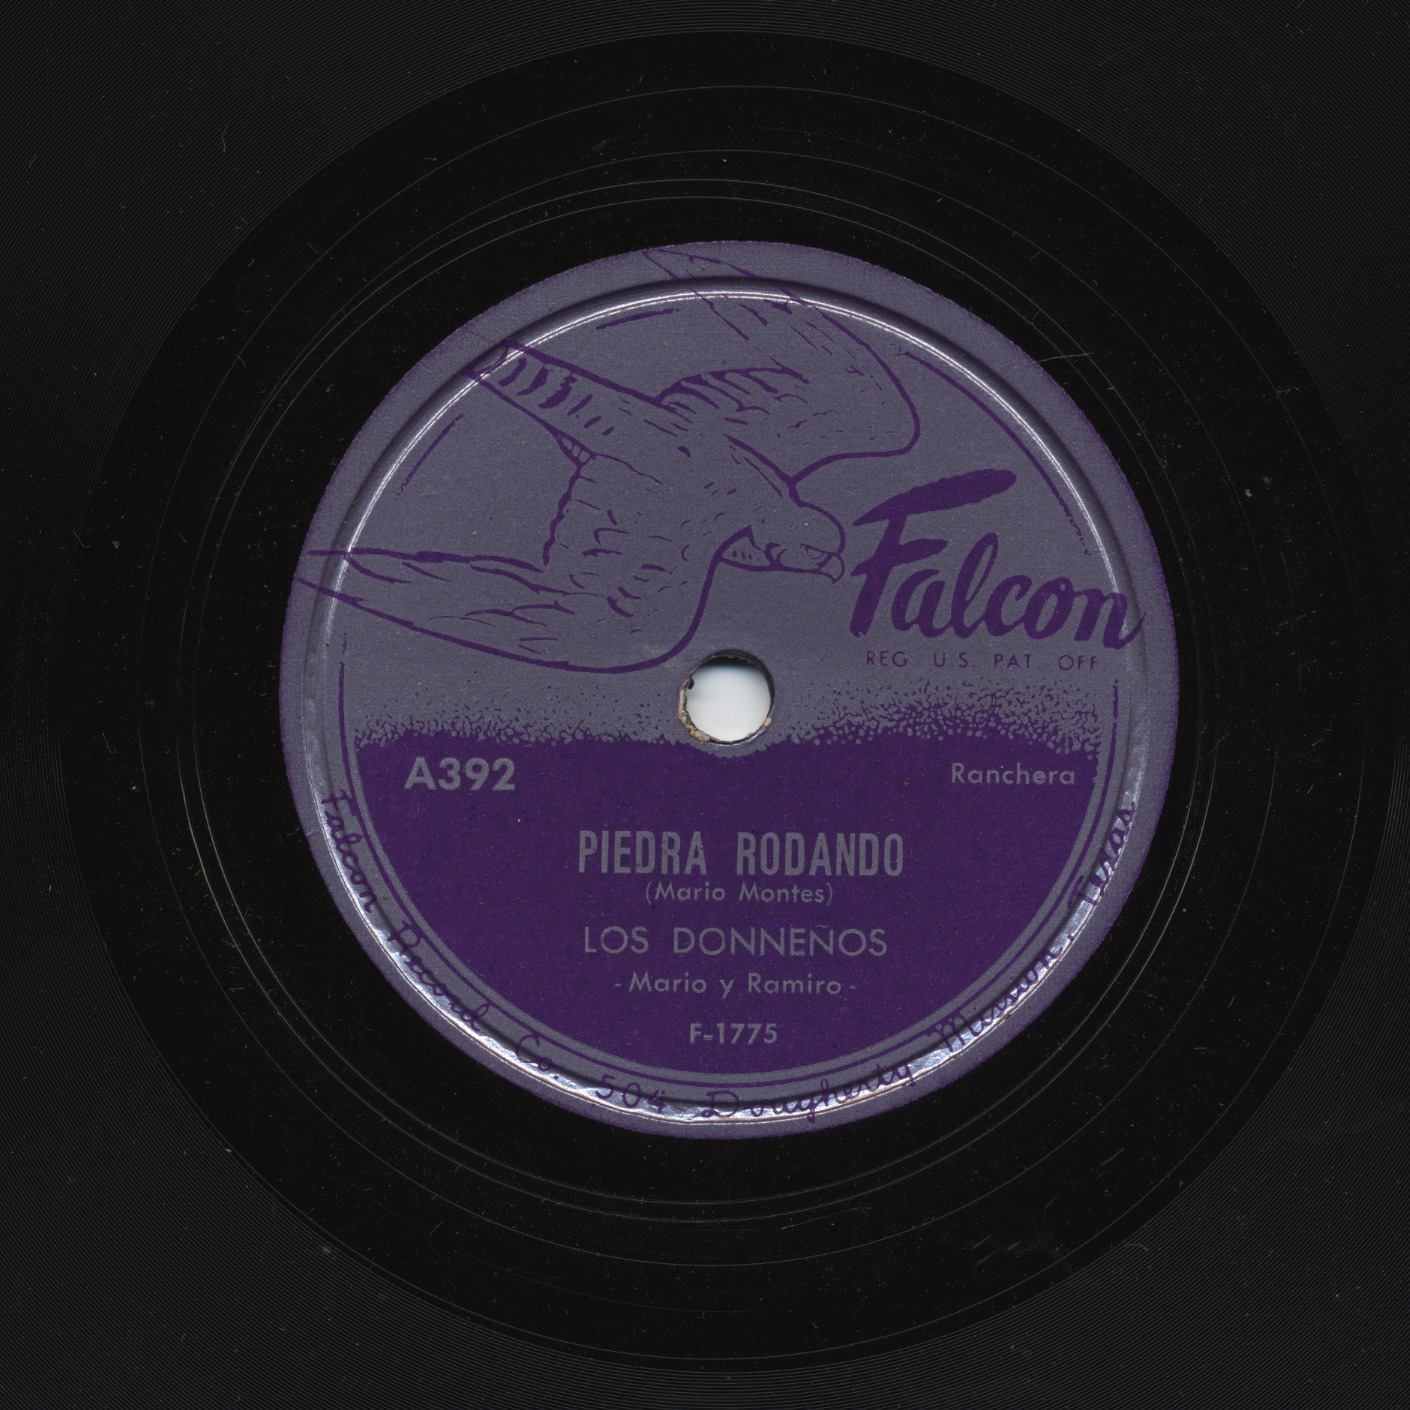 Falcon
REG U.S. PAT OFF.
A392
Ranchera
PIEDRA RODANDO
(Mario Montes)
LOS DONNEÑOS
- Mario y Ramiro -
F-1775
Falcon Record Co. 504 Dougherty Mission, Texas